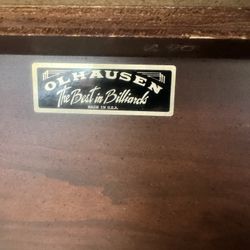 OLHAUSEN
The Best in Billiards
MADE IN U.S.A.